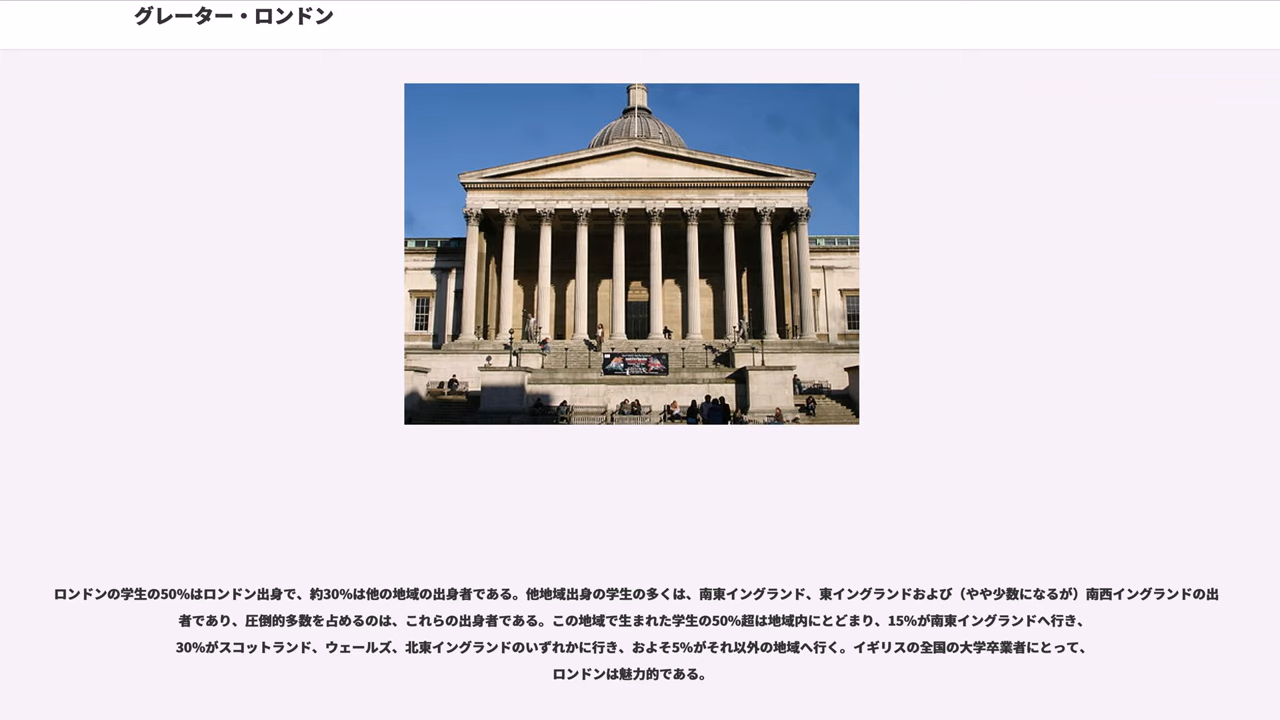 グレーター・ロンドン
ロンドンの学生の50%はロンドン出身で、約30%は他の地域の出身者である。他地域出身の学生の多くは、南東イングランド、東イングランドおよび（やや少数になるが）南西イングランドの出
者であり、圧倒的多数を占めるのは、これらの出身者である。この地域で生まれた学生の50%超は地域内にとどまり、15%が南東イングランドへ行き、
30%がスコットランド、ウェールズ、北東イングランドのいずれかに行き、およそ5%がそれ以外の地域へ行く。イギリスの全国の大学卒業者にとって、
ロンドンは魅力的である。